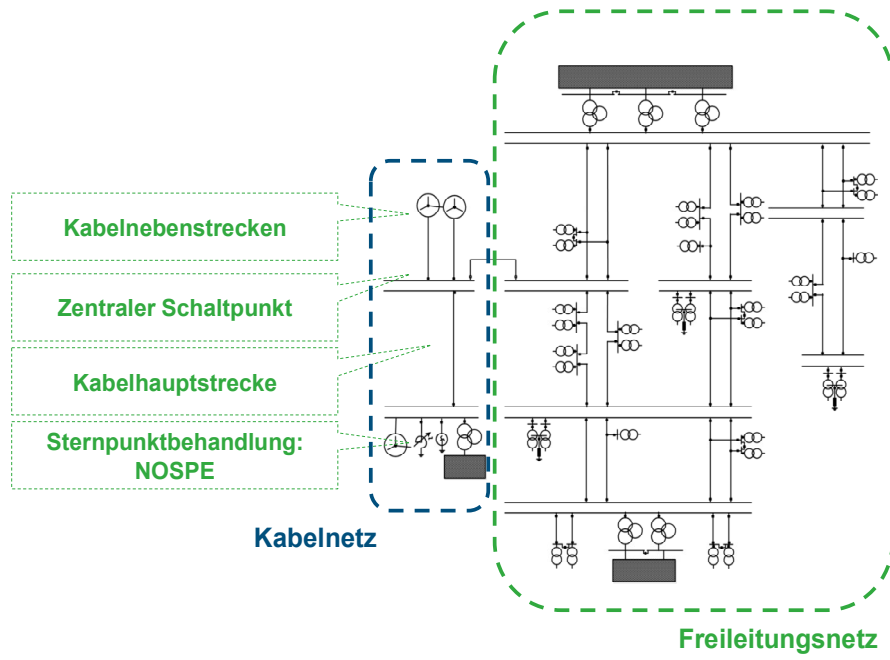 Kabelnebenstrecken
Zentraler Schaltpunkt
Kabelhauptstrecke
Sternpunktbehandlung:
NOSPE
Kabelnetz
Freileitungsnetz